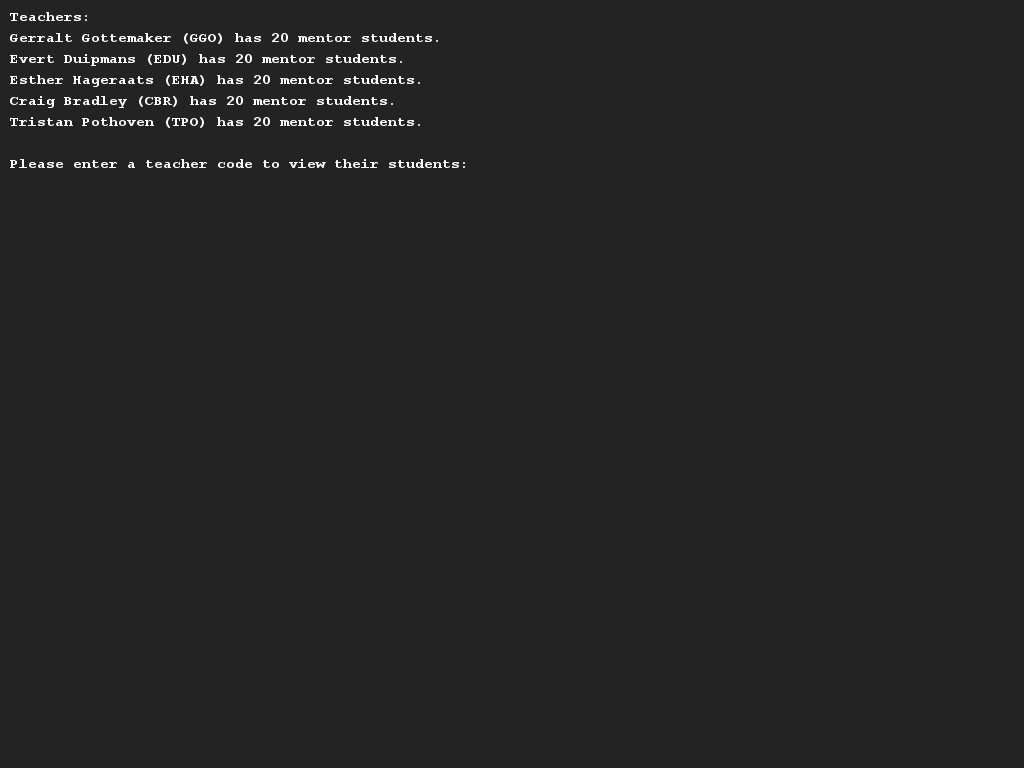 Teachers:
Gerralt Gottemaker (GGO) has 20 mentor students.
Evert Duipmans (EDU) has 20 mentor students.
Esther Hageraats (EHA) has 20 mentor students.
Craig Bradley (CBR) has 20 mentor students.
Tristan Pothoven (TPO) has 20 mentor students.
Please enter a teacher code to view their students: